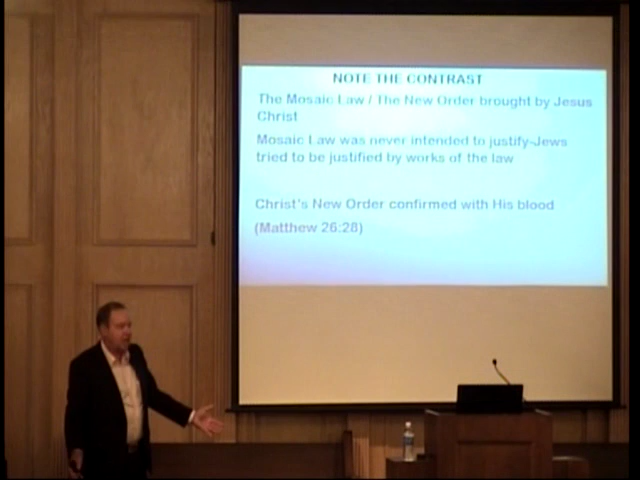 NOTE THE CONTRAST
The Mosaic Law / The New Order brought by Jesus
Christ
Mosaic Law was never intended to justify-Jews
tried to be justified by works of the law
Christ's New Order confirmed with His blood
(Matthew 26:28)